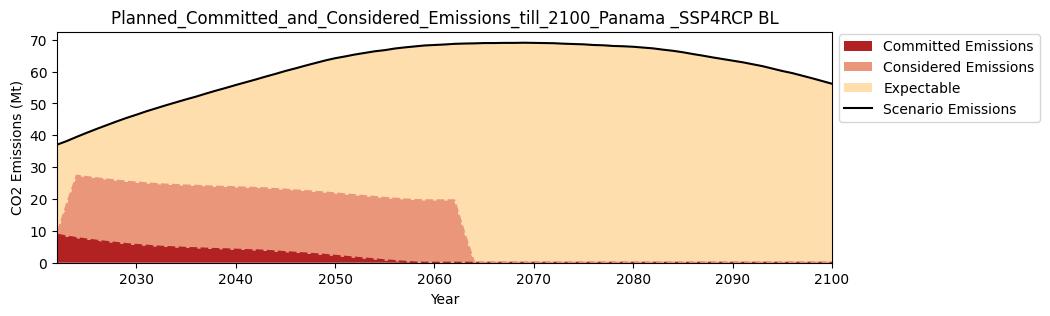 Planned_Committed_and_Considered_Emissions_till_2100_Panama _SSP4RCP BL
CO2 Emissions (Mt)
70
60
50
40
30
20
10
0
2030
2040
2050
2060
2070
2080
2090
2100
Year
Committed Emissions
Considered Emissions
Expectable
Scenario Emissions